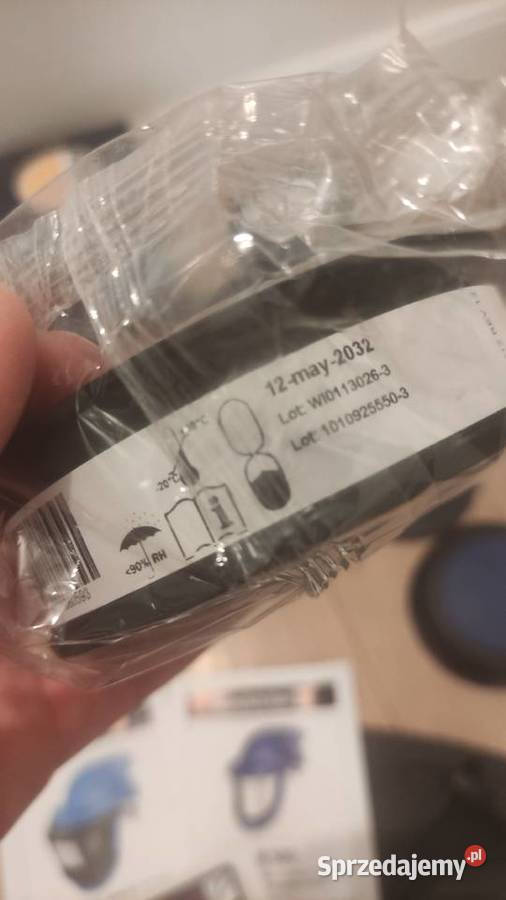 12-may-2032
Lot: WI0113026-3
Lot: 1010925550-3
-20°C
<90% RH
i
Sprzedajemy.pl